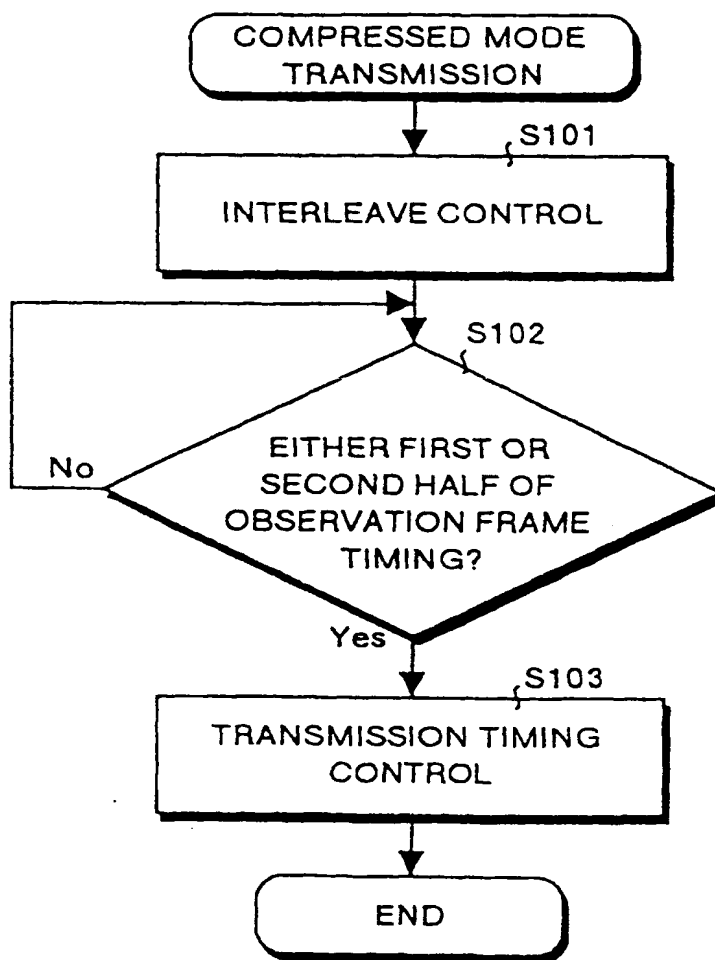 COMPRESSED MODE
TRANSMISSION
S101
INTERLEAVE CONTROL
S102
EITHER FIRST OR
SECOND HALF OF
OBSERVATION FRAME
TIMING?
No
Yes
S103
TRANSMISSION TIMING
CONTROL
END